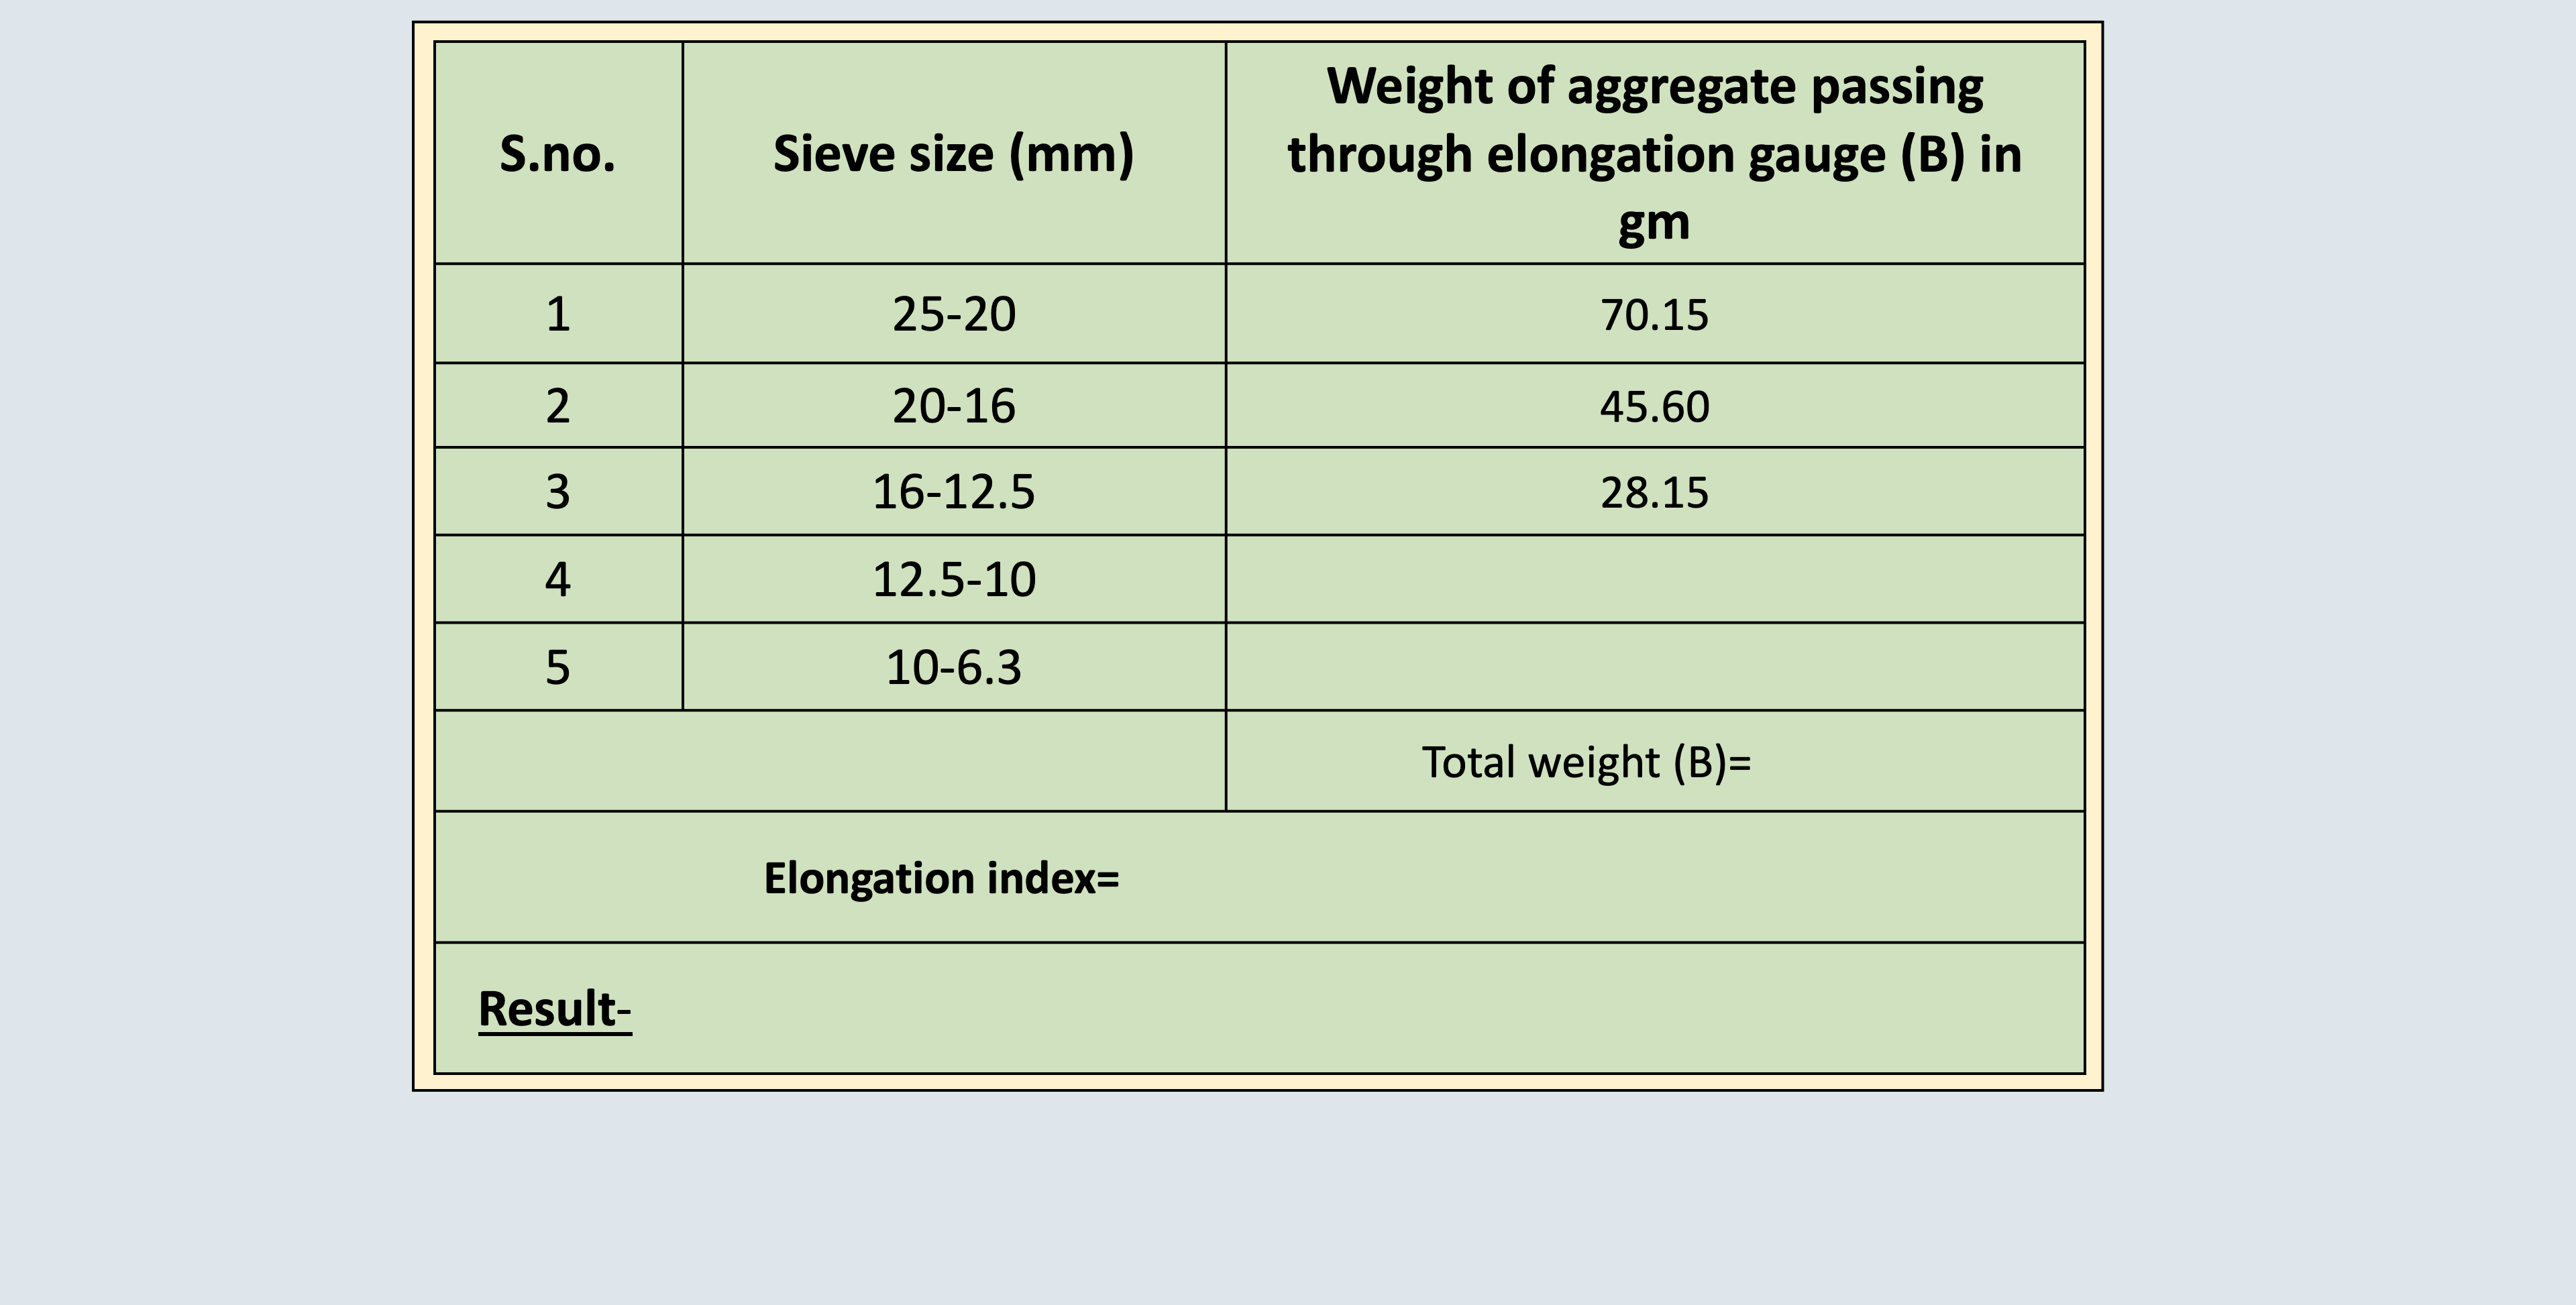 S.no.
Sieve size (mm)
Weight of aggregate passing
through elongation gauge (B) in
gm
1
25-20
70.15
2
20-16
45.60
3
16-12.5
28.15
4
12.5-10
5
10-6.3
Total weight (B)=
Elongation index=
Result-